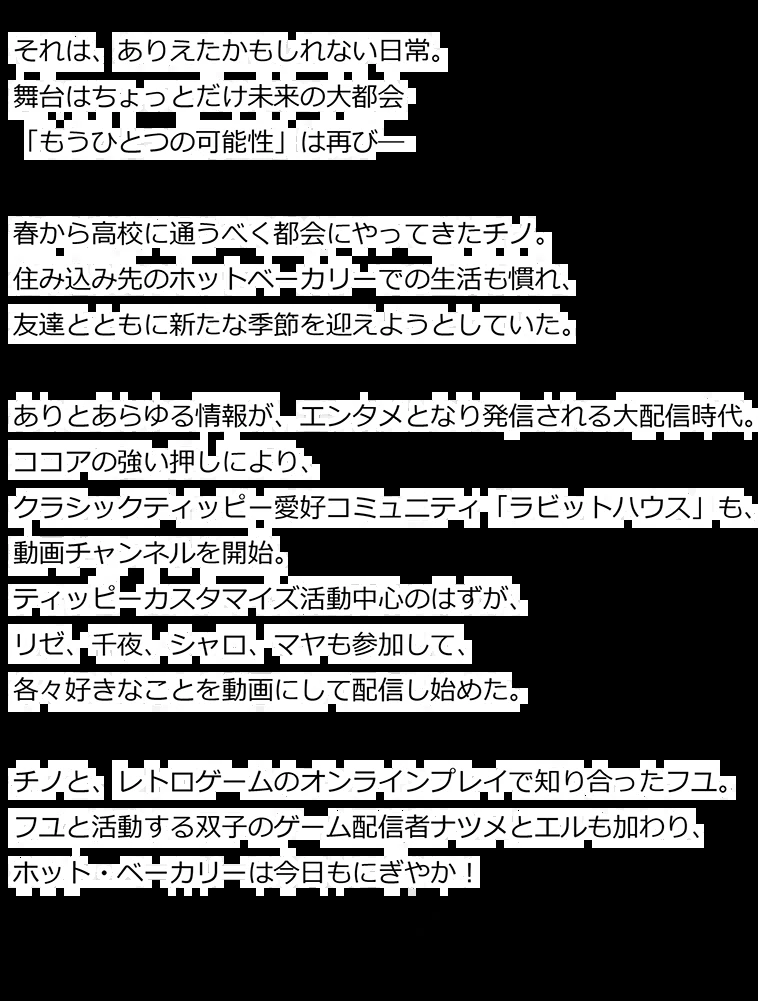 それは、ありえたかもしれない日常。
舞台はちょっとだけ未来の大都会
「もうひとつの可能性」は再び―
春から高校に通うべく都会にやってきたチノ。
住み込み先のホットベーカリーでの生活も慣れ、
友達とともに新たな季節を迎えようとしていた。
ありとあらゆる情報が、エンタメとなり発信される大配信時代。
ココアの強い押しにより、
クラシックティッピー愛好コミュニティ「ラビットハウス」も、
動画チャンネルを開始。
ティッピーカスタマイズ活動中心のはずが、
リゼ、千夜、シャロ、マヤも参加して、
各々好きなことを動画にして配信し始めた。
チノと、レトロゲームのオンラインプレイで知り合ったフユ。
フユと活動する双子のゲーム配信者ナツメとエルも加わり、
ホット・ベーカリーは今日もにぎやか！